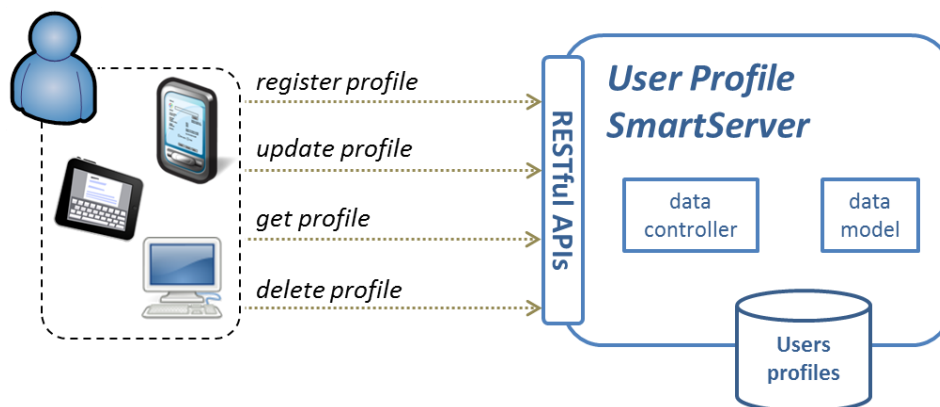 register profile
update profile
get profile
delete profile
RESTful APIs
User Profile
SmartServer
data
controller
data
model
Users
profiles